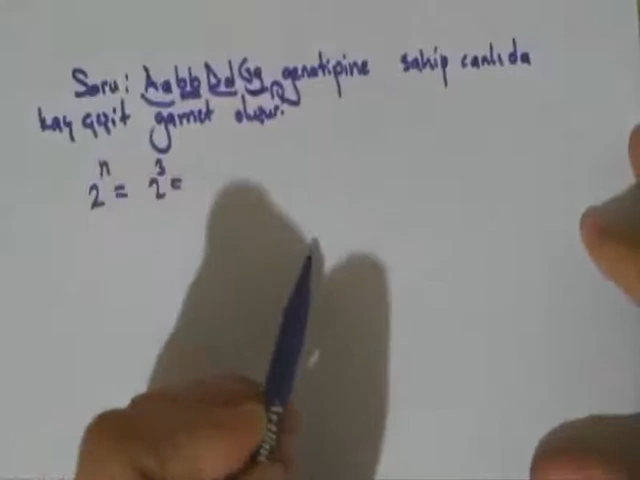 Soru: AabbDdGg genotipine sahip canlıda
kaç çeşit gamet oluşur?
2ⁿ = 2³ =